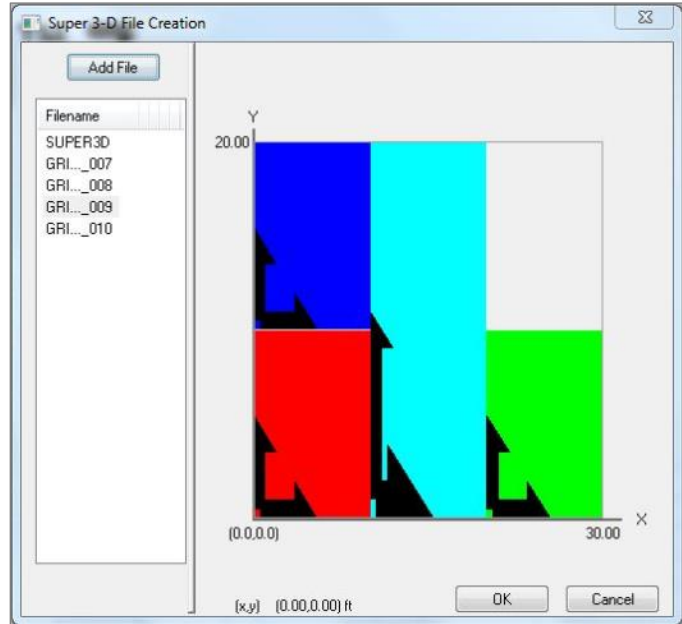 Super 3-D File Creation
Add File
Filename
SUPER3D
GRI..._007
GRI..._008
GRI..._009
GRI..._010
Y
20.00
(0.0,0.0)
30.00
X
(x,y) (0.00,0.00) ft
OK
Cancel